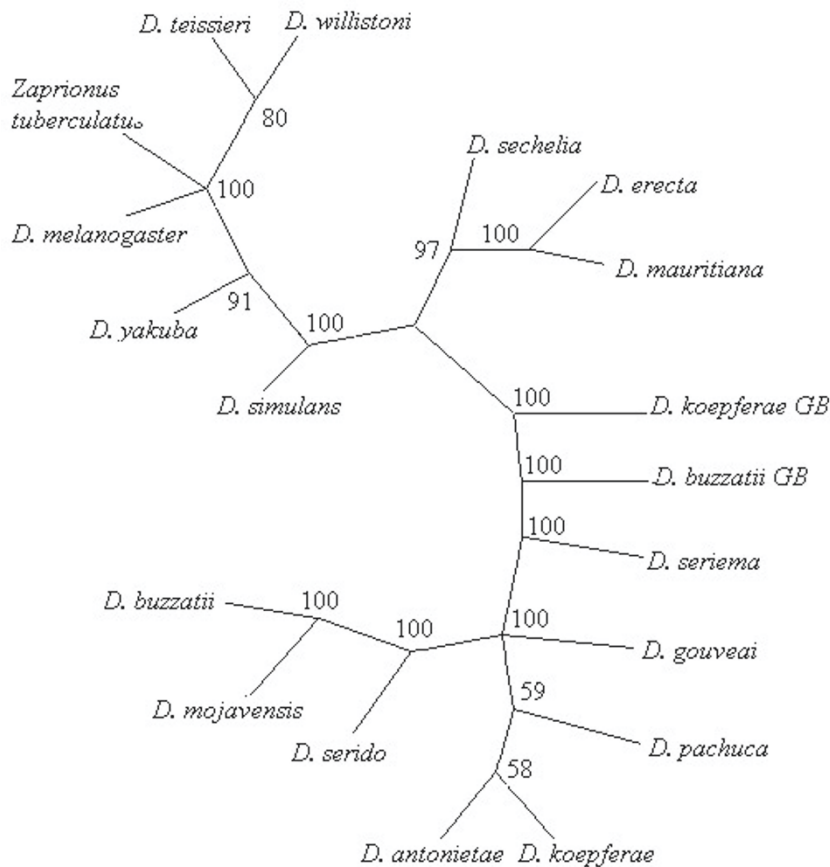 D. teissieri
D. willistoni
Zaprionus
80
D. sechelia
D. erecta
100
100
97
D. melanogaster
D. mauritiana
91
D. yakuba
100
D. simulans
100
D. koepferae GB
100
D. buzzatii GB
100
D. seriema
D. buzzatii
100
100
100
D. gouveai
D. mojavensis
59
D. serido
D. pachuca
58
D. antonietae
D. koepferae